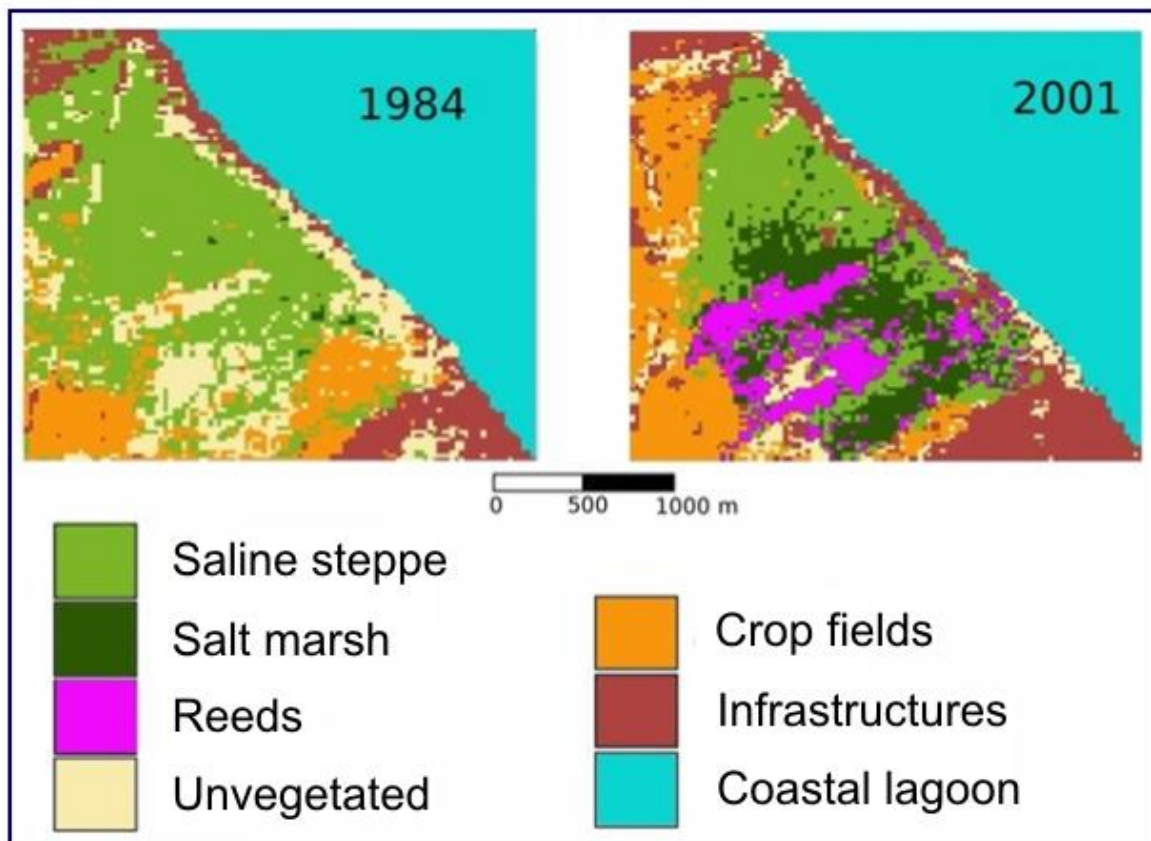 1984
2001
0 500 1000 m
Saline steppe
Salt marsh
Reeds
Unvegetated
Crop fields
Infrastructures
Coastal lagoon